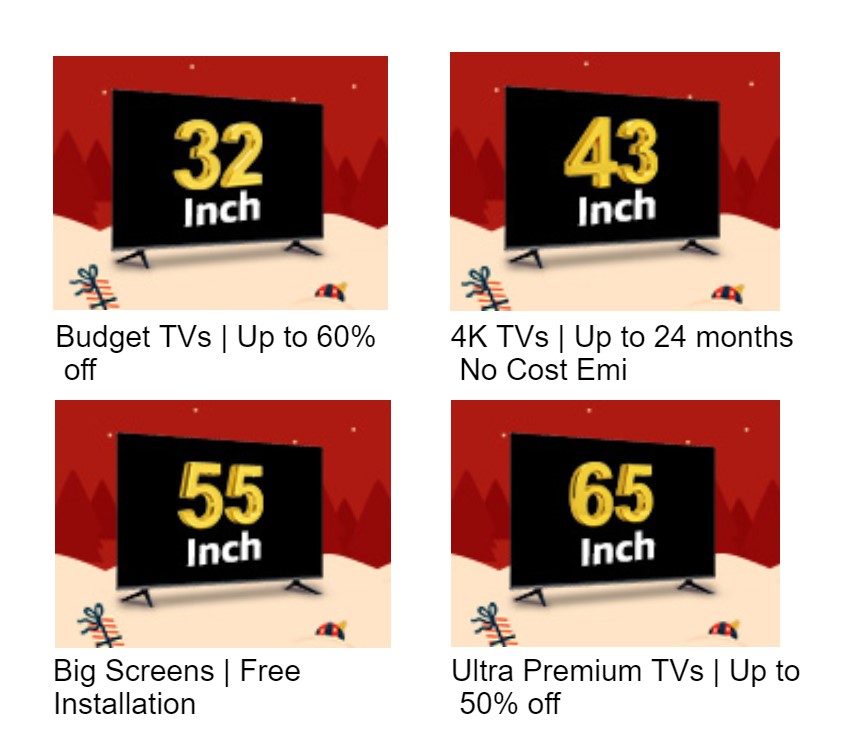 32
Inch
43
Inch
Budget TVs | Up to 60%
off
4K TVs | Up to 24 months
No Cost Emi
55
Inch
65
Inch
Big Screens | Free
Installation
Ultra Premium TVs | Up to
50% off